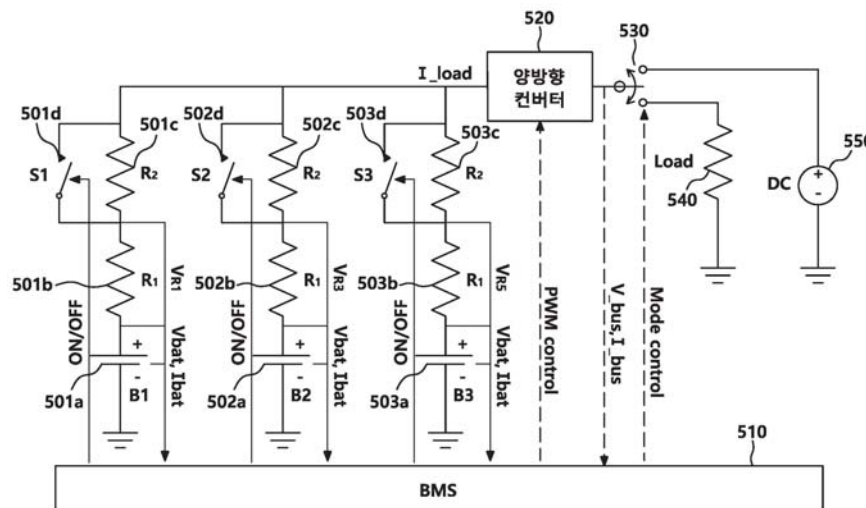 520
530
I_load
양방향
컨버터
501d
501c
502d
502c
503d
503c
550
S1
R₂
S2
R₂
S3
R₂
Load
540
DC
+
-
501b
R₁
V_R1
502b
R₁
V_R3
503b
R₁
V_R5
ON/OFF
Vbat, Ibat
ON/OFF
Vbat, Ibat
ON/OFF
Vbat, Ibat
PWM control
V_bus,I_bus
Mode control
+
-
+
-
+
-
501a
B1
502a
B2
503a
B3
510
BMS